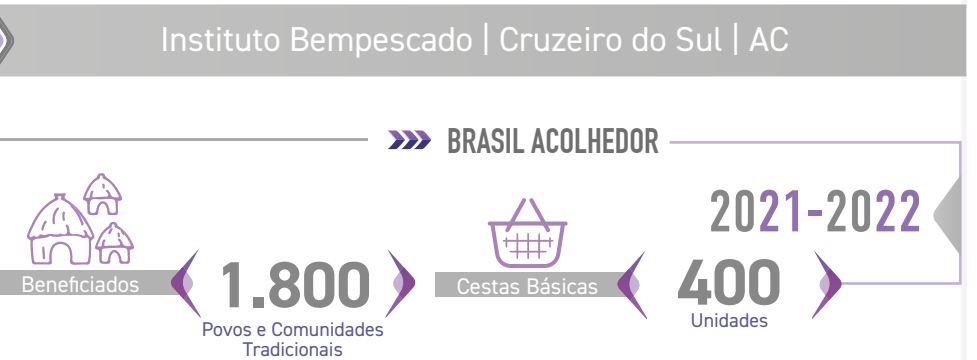 Instituto Bempescado | Cruzeiro do Sul | AC
BRASIL ACOLHEDOR
2021-2022
Beneficiados
1.800
Povos e Comunidades
Tradicionais
Cestas Básicas
400
Unidades